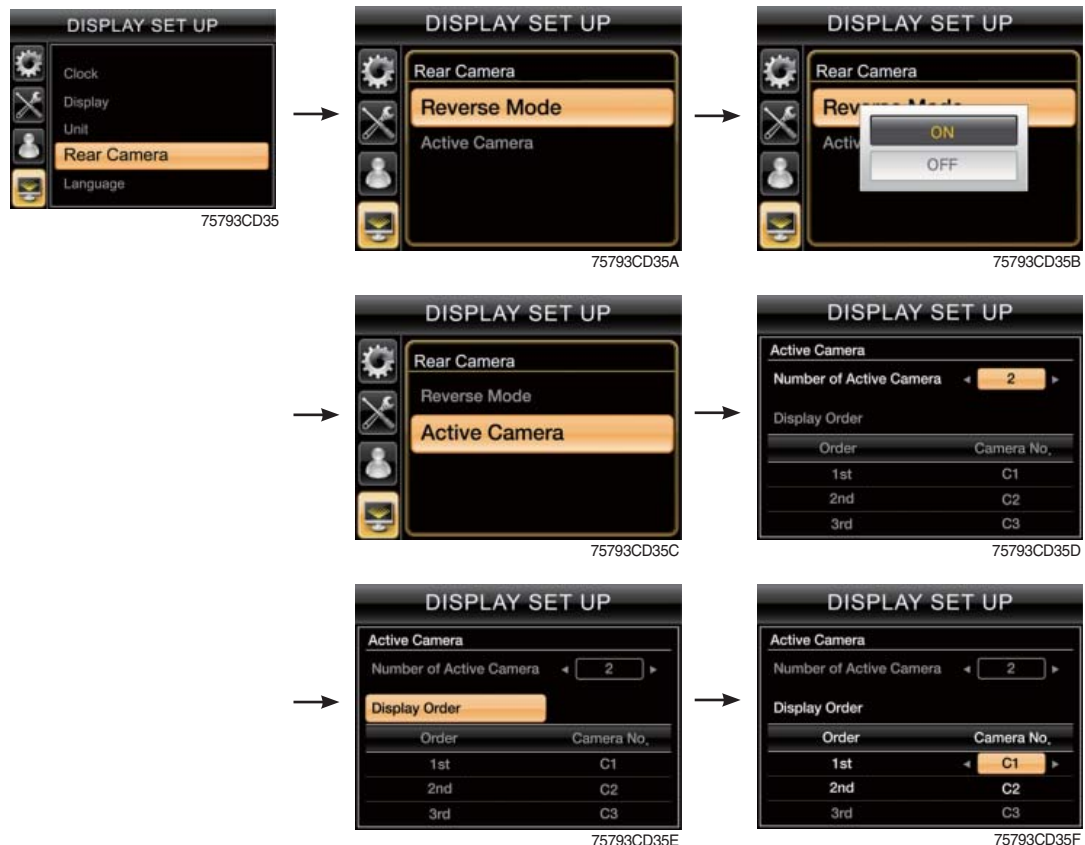 DISPLAY SET UP
Clock
Display
Unit
Rear Camera
Language
75793CD35
DISPLAY SET UP
Rear Camera
Reverse Mode
Active Camera
75793CD35A
DISPLAY SET UP
Rear Camera
Rev
Activ
ON
OFF
75793CD35B
DISPLAY SET UP
Rear Camera
Reverse Mode
Active Camera
75793CD35C
DISPLAY SET UP
Active Camera
Number of Active Camera 2
Display Order
Order Camera No.
1st C1
2nd C2
3rd C3
75793CD35D
DISPLAY SET UP
Active Camera
Number of Active Camera 2
Display Order
Order Camera No.
1st C1
2nd C2
3rd C3
75793CD35E
DISPLAY SET UP
Active Camera
Number of Active Camera 2
Display Order
Order Camera No.
1st C1
2nd C2
3rd C3
75793CD35F